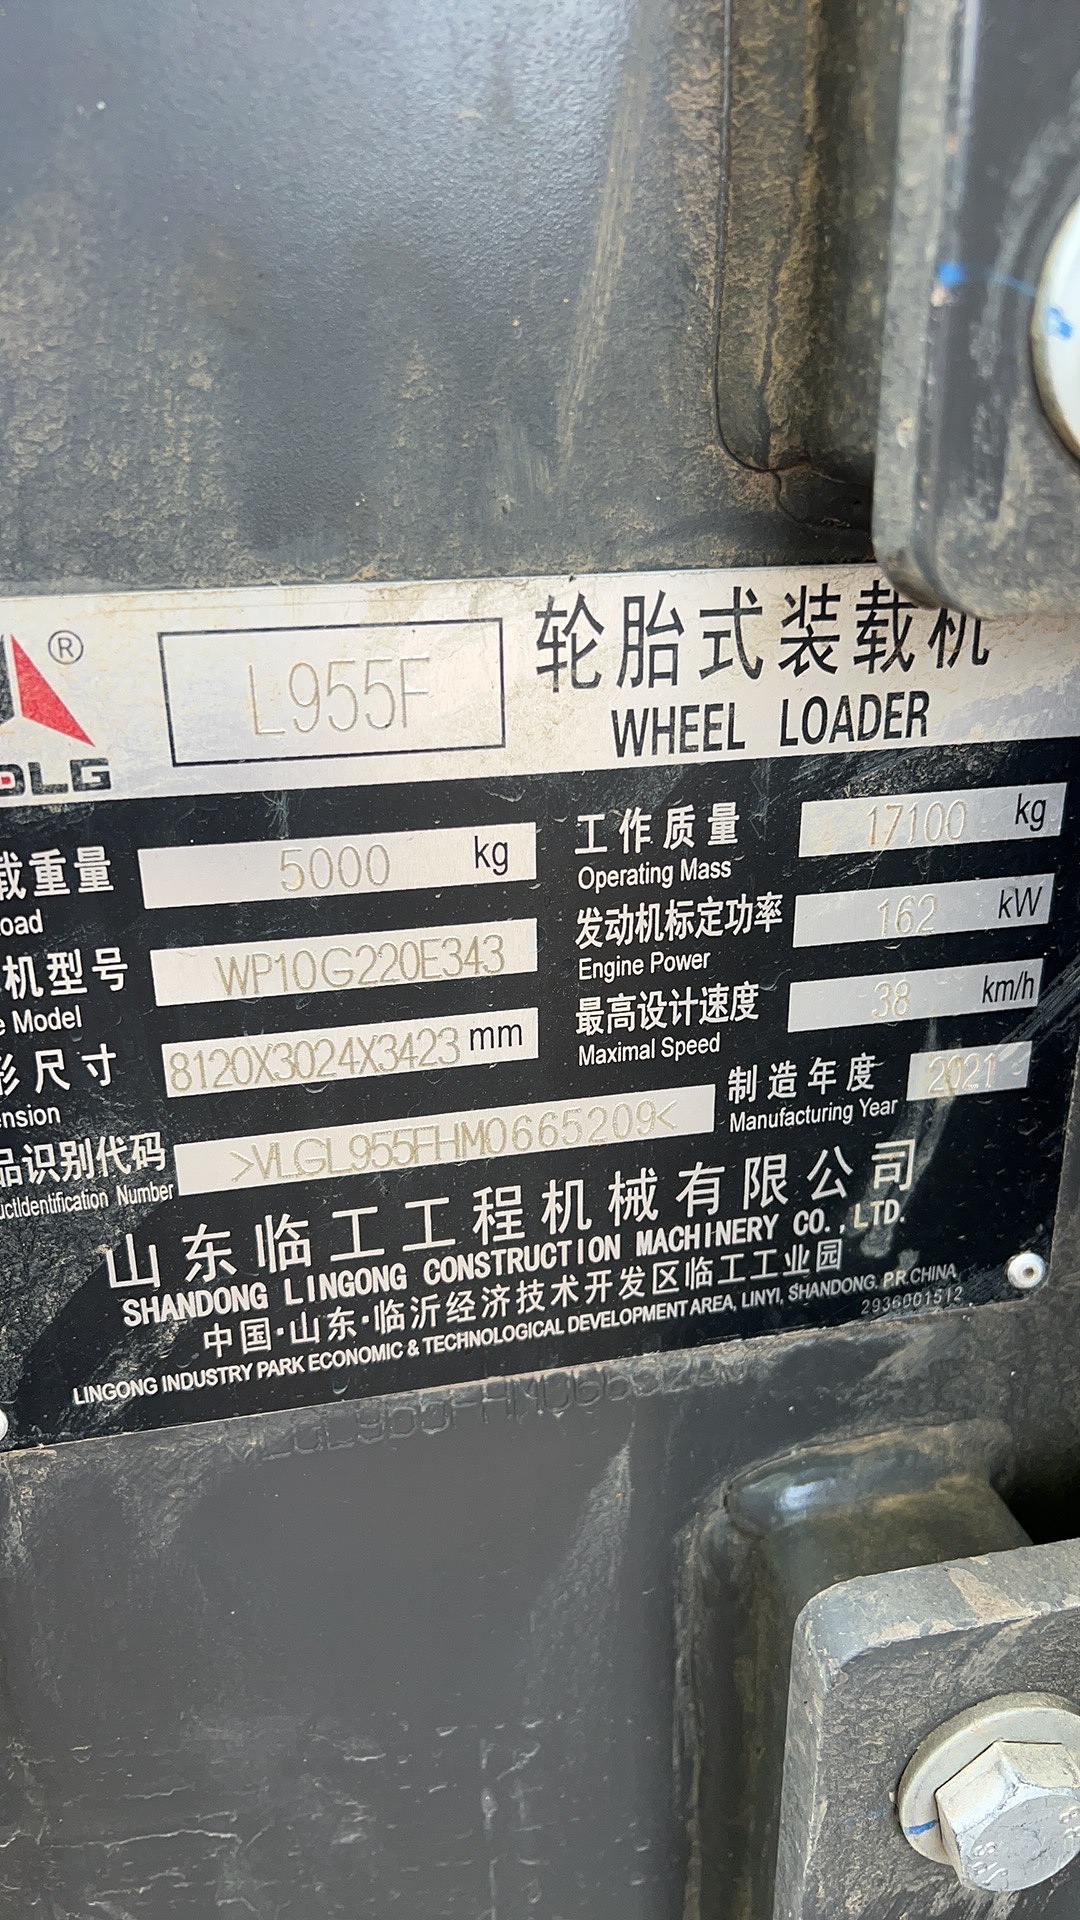 ®
L955F
轮胎式装载机
WHEEL LOADER
DLG
载重量 5000 kg
oad
工作质量 17100 kg
Operating Mass
机型号 WP10G220E343
e Model
发动机标定功率 162 kW
Engine Power
形尺寸 8120X3024X3423 mm
ension
最高设计速度 38 km/h
Maximal Speed
品识别代码 >VLGL955FHM0665209<
uctIdentification Number
制造年度 2021
Manufacturing Year
山东临工工程机械有限公司
SHANDONG LINGONG CONSTRUCTION MACHINERY CO.,LTD.
中国·山东·临沂经济技术开发区临工工业园
LINGONG INDUSTRY PARK ECONOMIC & TECHNOLOGICAL DEVELOPMENT AREA, LINYI, SHANDONG. P.R.CHINA
2936001512